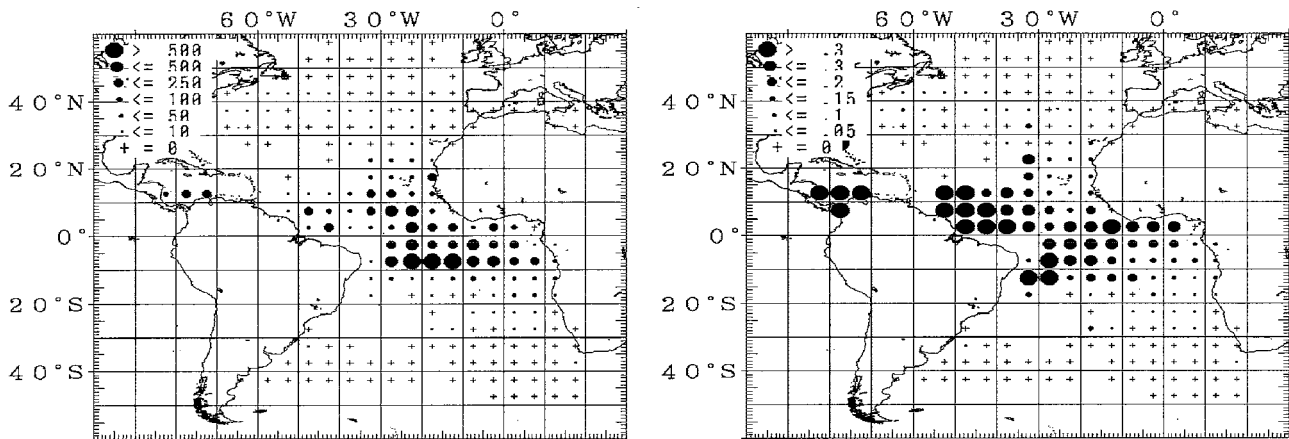 60°W 30°W 0°
> 500
<= 500
<= 250
<= 100
<= 50
<= 10
+ = 0
40°N
20°N
0°
20°S
40°S
60°W 30°W 0°
> .3
<= .3
<= .2
<= .15
<= .1
<= .05
+ = 0
40°N
20°N
0°
20°S
40°S